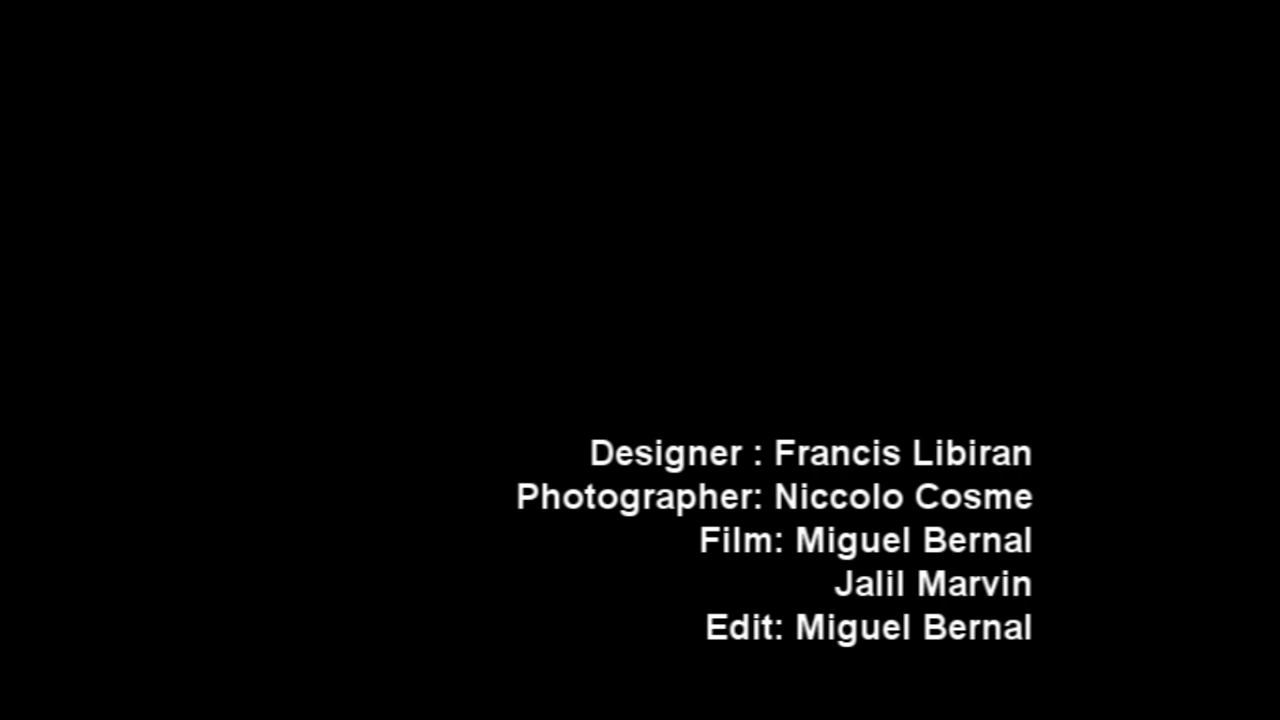 Designer : Francis Libiran
Photographer: Niccolo Cosme
Film: Miguel Bernal
Jalil Marvin
Edit: Miguel Bernal